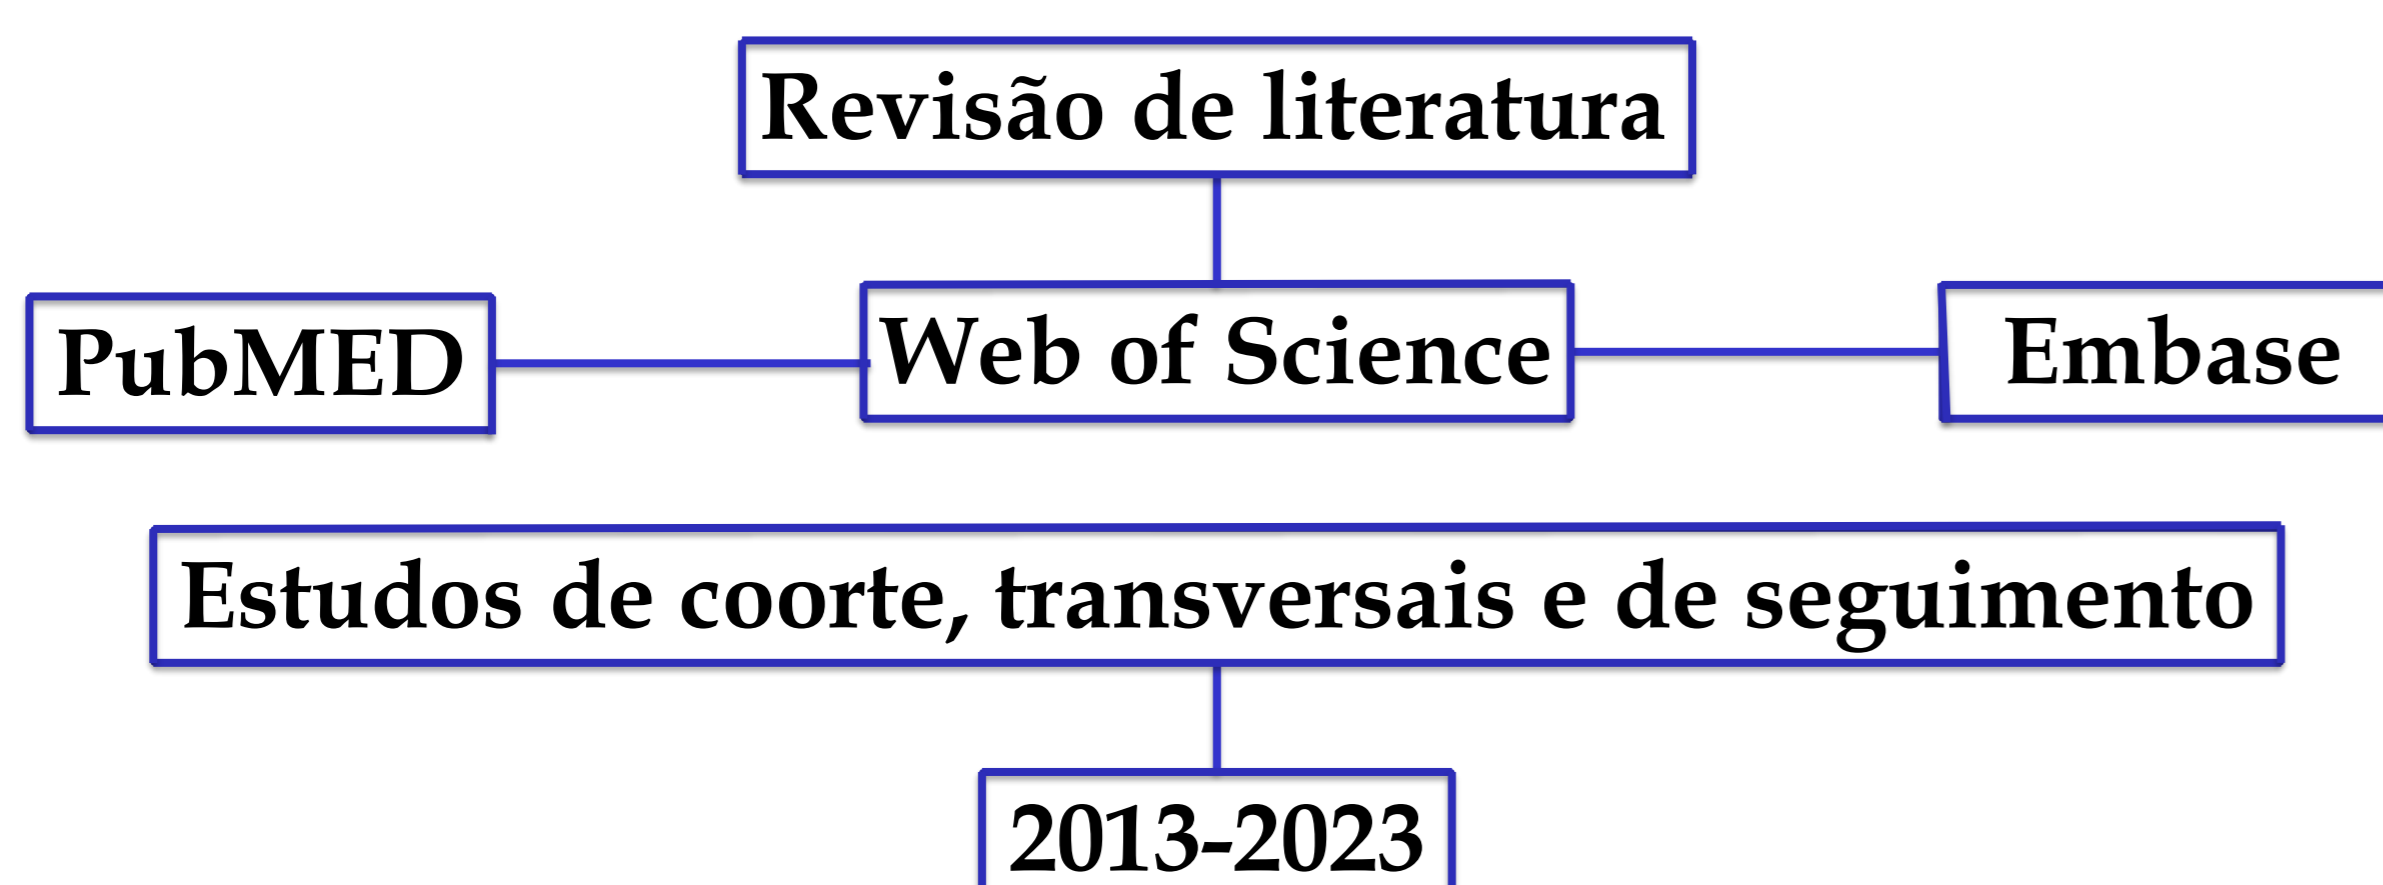 Revisão de literatura
PubMED
Web of Science
Embase
Estudos de coorte, transversais e de seguimento
2013-2023